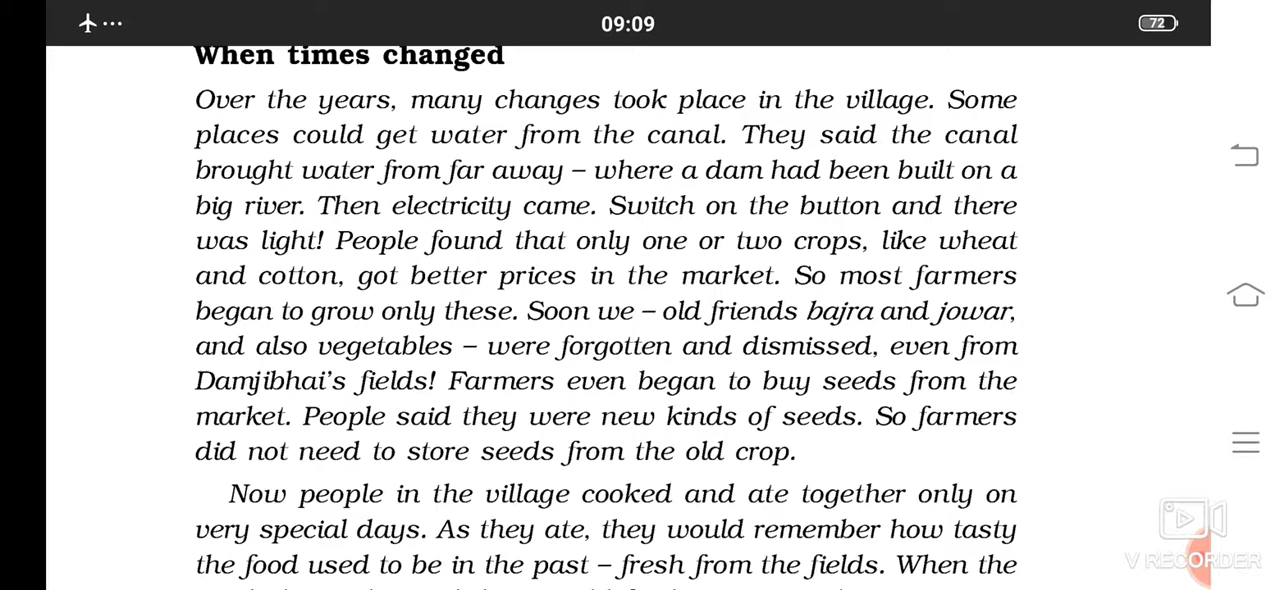 09:09
72
When times changed
Over the years, many changes took place in the village. Some
places could get water from the canal. They said the canal
brought water from far away – where a dam had been built on a
big river. Then electricity came. Switch on the button and there
was light! People found that only one or two crops, like wheat
and cotton, got better prices in the market. So most farmers
began to grow only these. Soon we – old friends bajra and jowar,
and also vegetables – were forgotten and dismissed, even from
Damjibhai's fields! Farmers even began to buy seeds from the
market. People said they were new kinds of seeds. So farmers
did not need to store seeds from the old crop.
Now people in the village cooked and ate together only on
very special days. As they ate, they would remember how tasty
the food used to be in the past – fresh from the fields. When the
V RECORDER